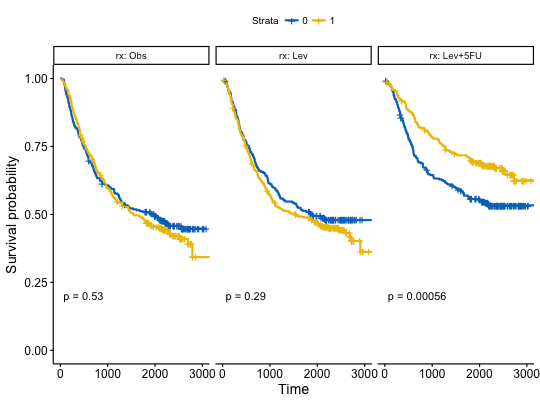 Strata 0 1
rx: Obs rx: Lev rx: Lev+5FU
Survival probability
1.00
0.75
0.50
0.25
0.00
p = 0.53 p = 0.29 p = 0.00056
0 1000 2000 3000 0 1000 2000 3000 0 1000 2000 3000
Time